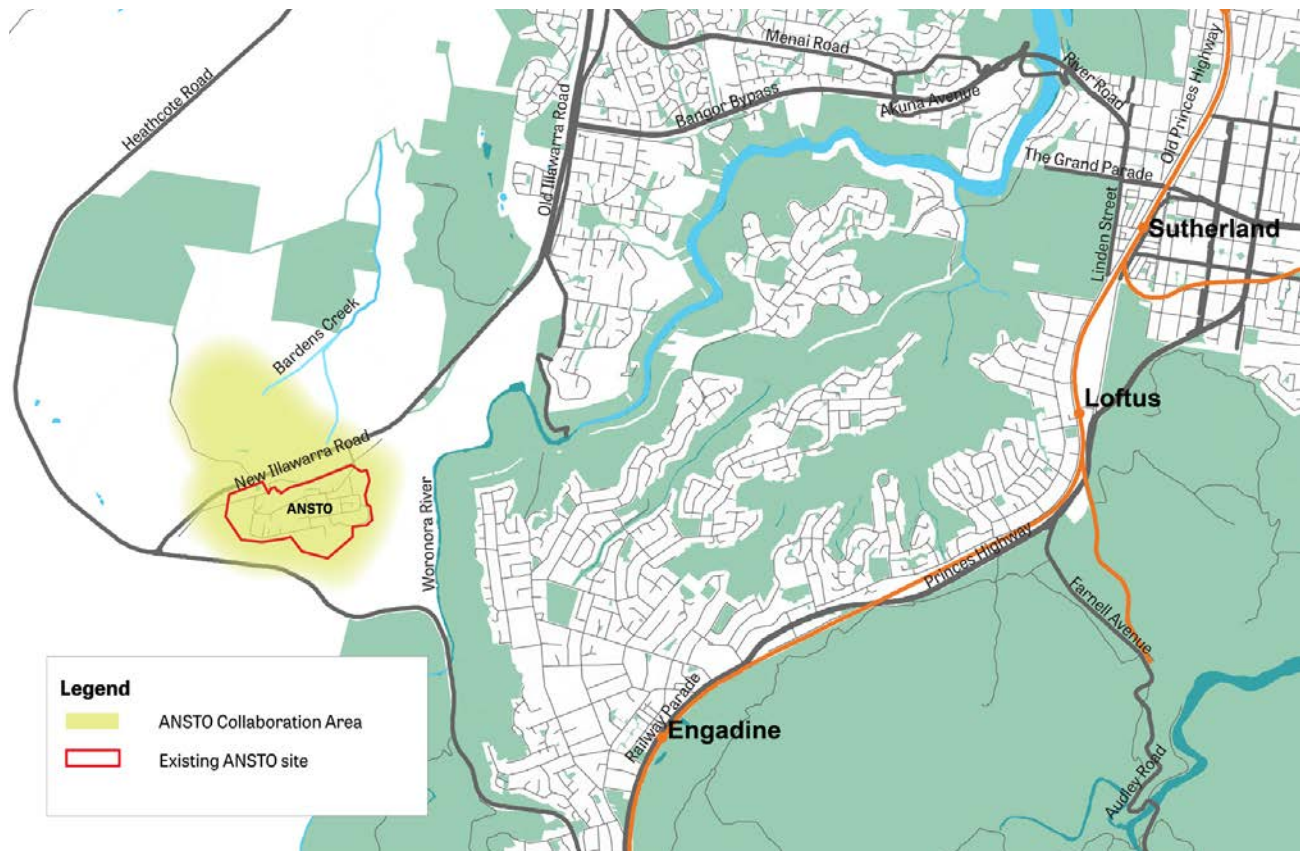 Menai Road
River Road
Old Princes Highway
Heathcote Road
Bangor Bypass
Akuna Avenue
The Grand Parade
Old Illawarra Road
Linden Street
Sutherland
Bardens Creek
Loftus
New Illawarra Road
ANSTO
Woronora River
Princes Highway
Farnell Avenue
Railway Parade
Engadine
Audley Road
Legend
ANSTO Collaboration Area
Existing ANSTO site